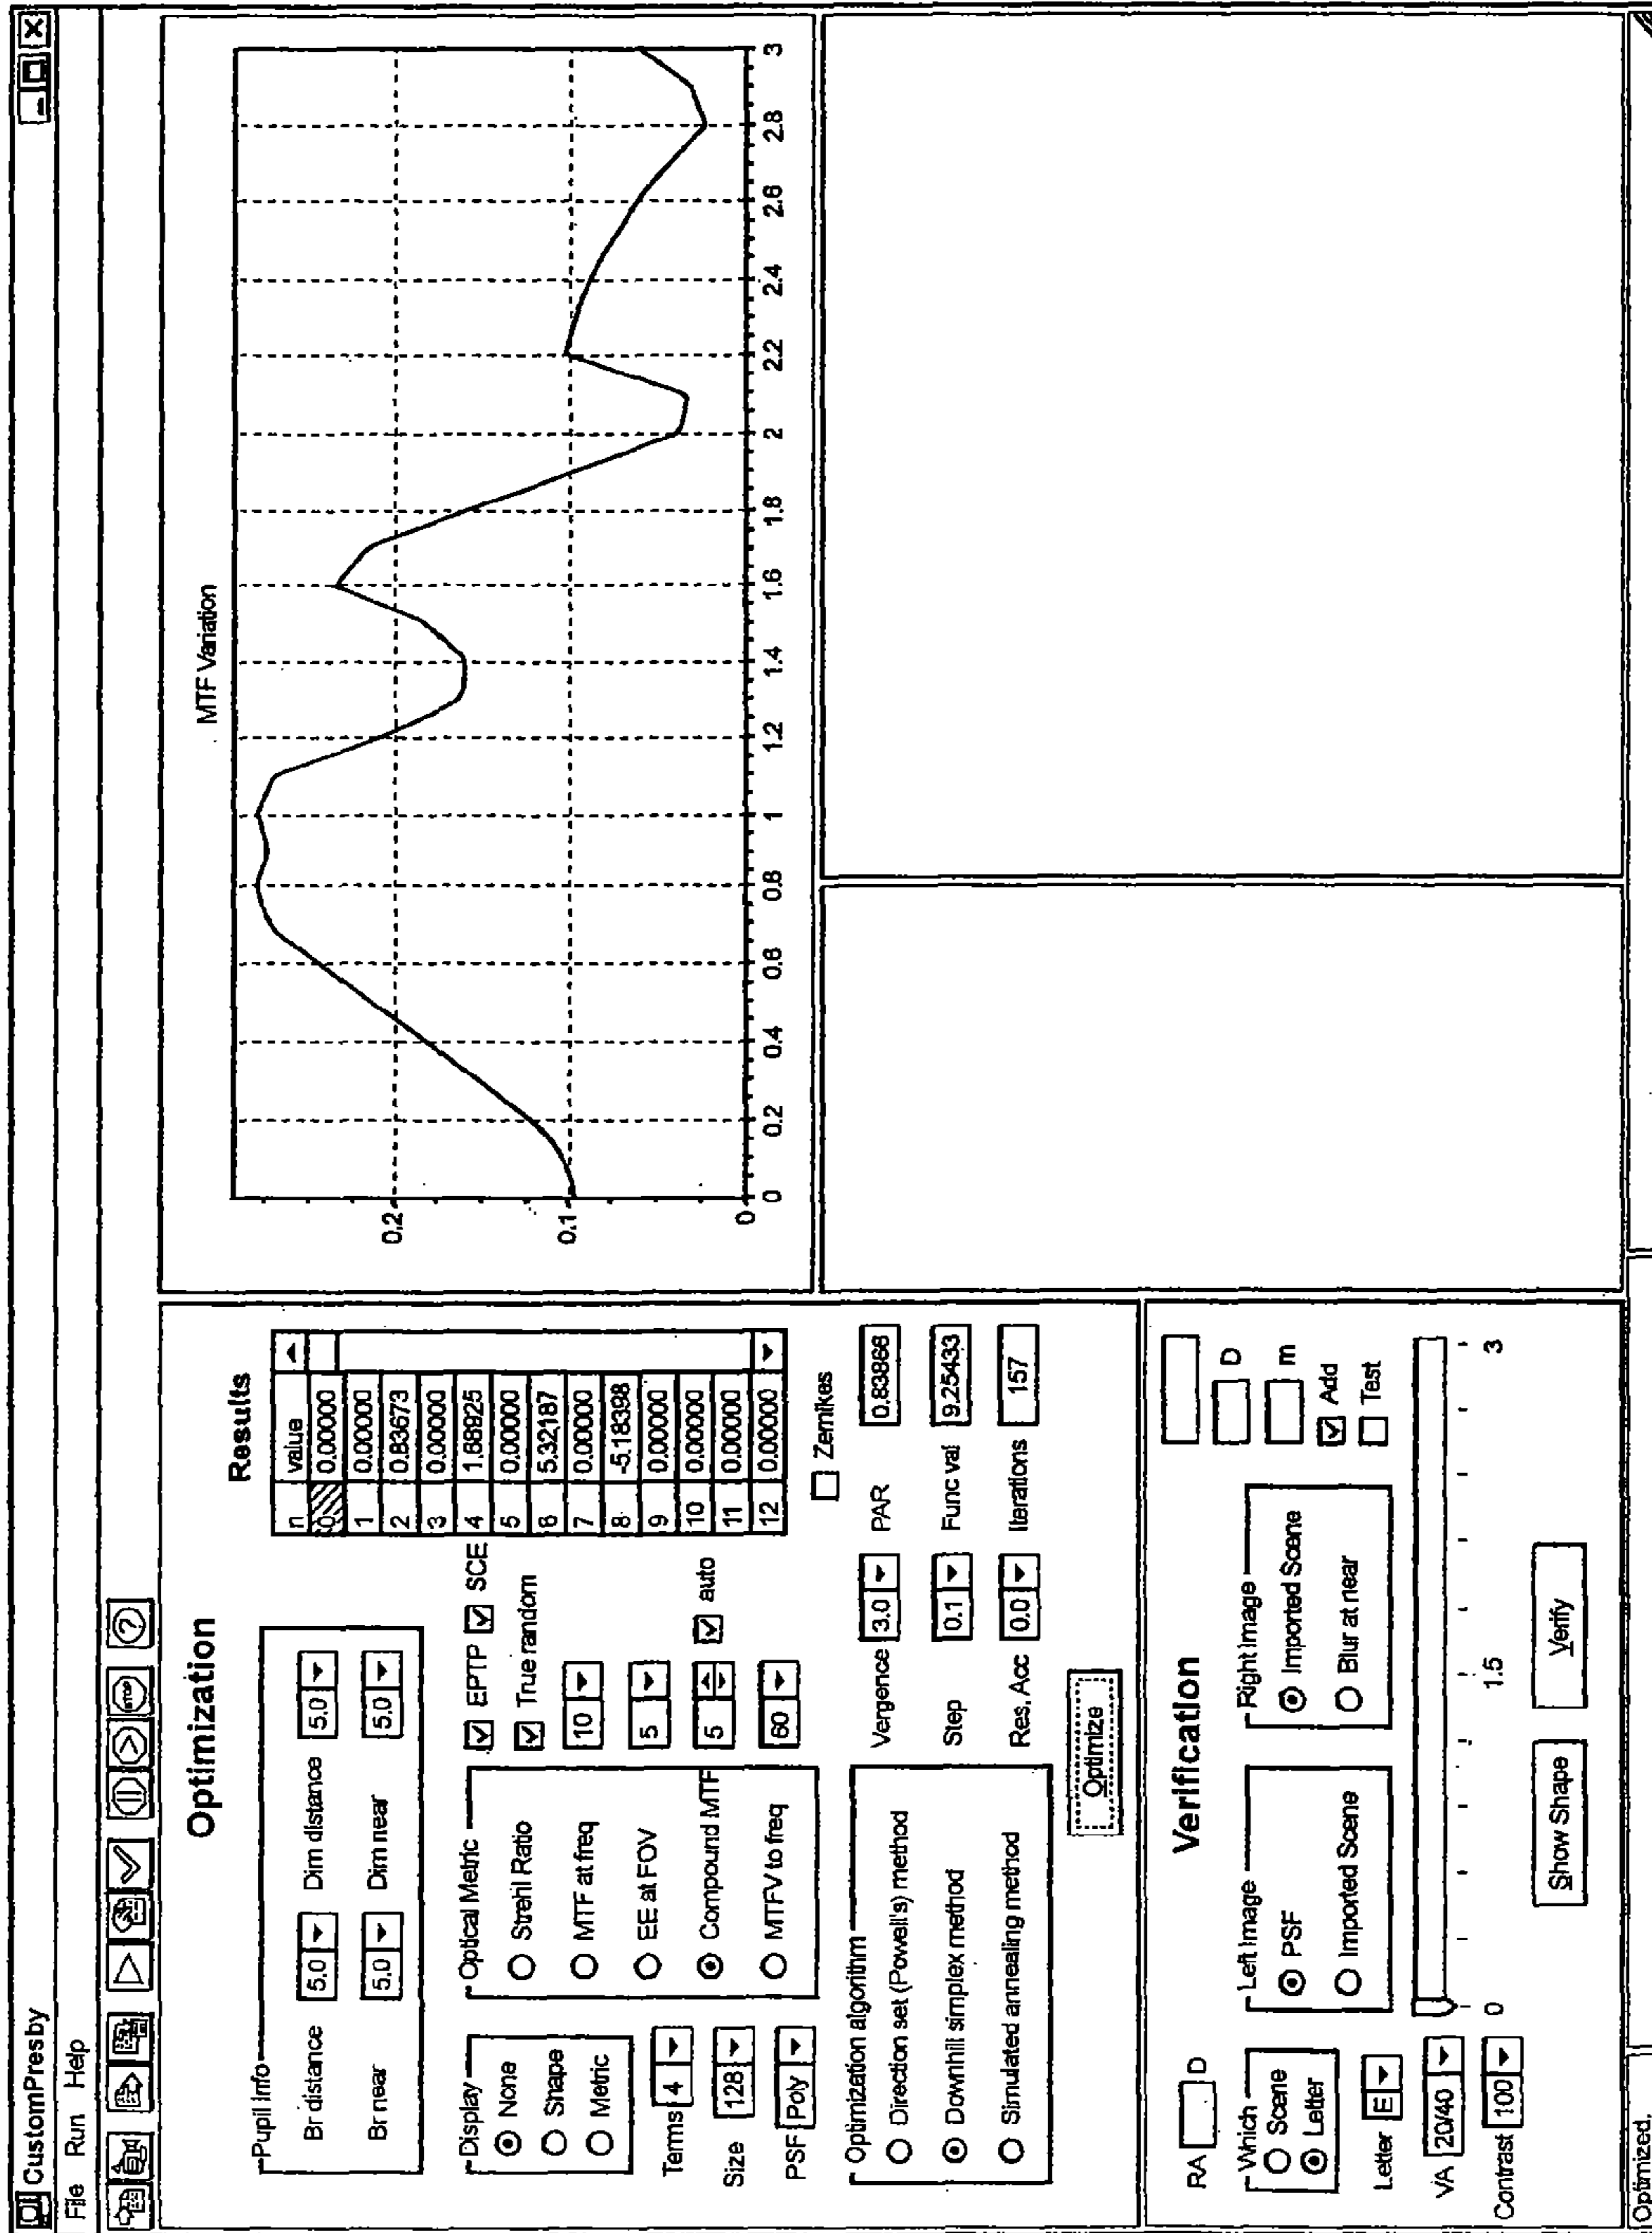 CustomPresby
File Run Help
STOP
Optimization
Pupil Info
Br distance 5.0 Dim distance 5.0
Br near 5.0 Dim near 5.0
Display
None
Shape
Metric
Terms 4
Size 128
PSF Poly
Optical Metric
Strehl Ratio
MTF at freq
EE at FOV
Compound MTF
MTFV to freq
EPTP SCE
True random
10
5
5 auto
60
Results
n value
0 0.00000
1 0.00000
2 0.83673
3 0.00000
4 1.68925
5 0.00000
6 5.32187
7 0.00000
8 -5.18398
9 0.00000
10 0.00000
11 0.00000
12 0.00000
Zernikes
Optimization algorithm
Direction set (Powell's) method
Downhill simplex method
Simulated annealing method
Vergence 3.0 PAR 0.83866
Step 0.1 Func val 9.25433
Res. Acc 0.0 Iterations 157
Optimize
MTF Variation
0.2
0.1
0
0 0.2 0.4 0.6 0.8 1 1.2 1.4 1.6 1.8 2 2.2 2.4 2.6 2.8 3
Verification
RA D
Which
Scene
Letter
Letter E
VA 20/40
Contrast 100
Left Image
PSF
Imported Scene
Right Image
Imported Scene
Blur at near
D
m
Add
Test
0 1.5 3
Show Shape Verify
Optimized.